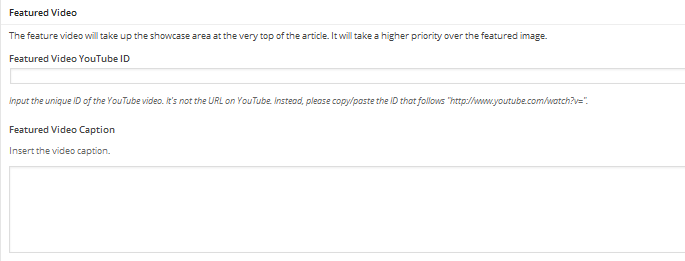 Featured Video
The feature video will take up the showcase area at the very top of the article. It will take a higher priority over the featured image.
Featured Video YouTube ID
Input the unique ID of the YouTube video. It's not the URL on YouTube. Instead, please copy/paste the ID that follows "http://www.youtube.com/watch?v=".
Featured Video Caption
Insert the video caption.